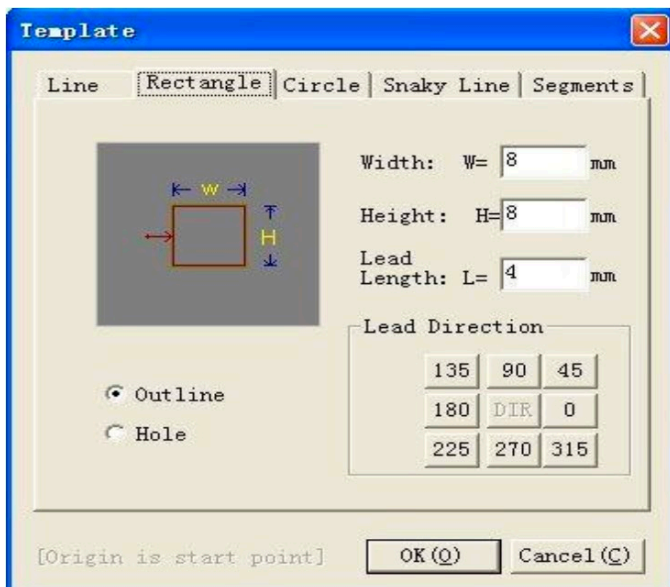 Template
Line Rectangle Circle Snaky Line Segments
W
H
Width: W= 8 mm
Height: H= 8 mm
Lead
Length: L= 4 mm
Lead Direction
135 90 45
180 DIR 0
225 270 315
Outline
Hole
[Origin is start point] OK(O) Cancel(C)